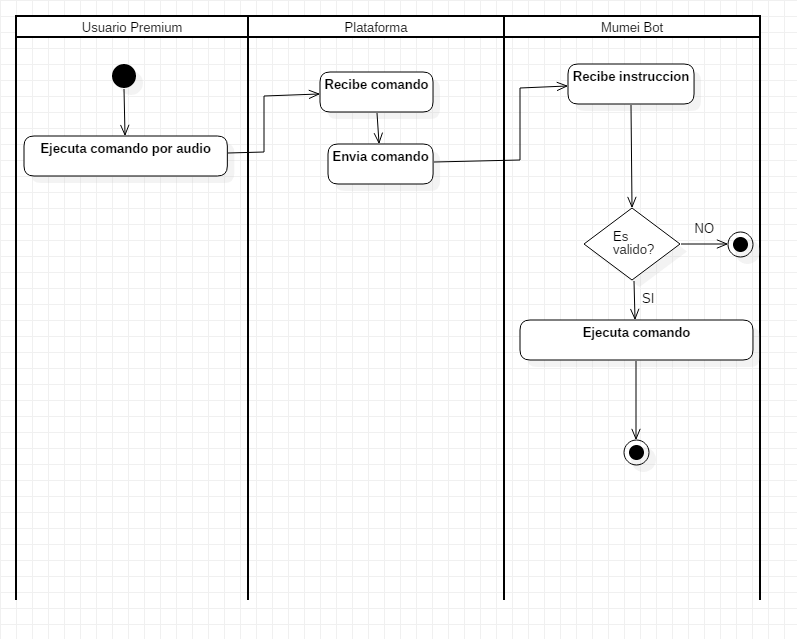 Usuario Premium
Plataforma
Mumei Bot
Ejecuta comando por audio
Recibe comando
Envia comando
Recibe instruccion
Es
valido?
NO
SI
Ejecuta comando